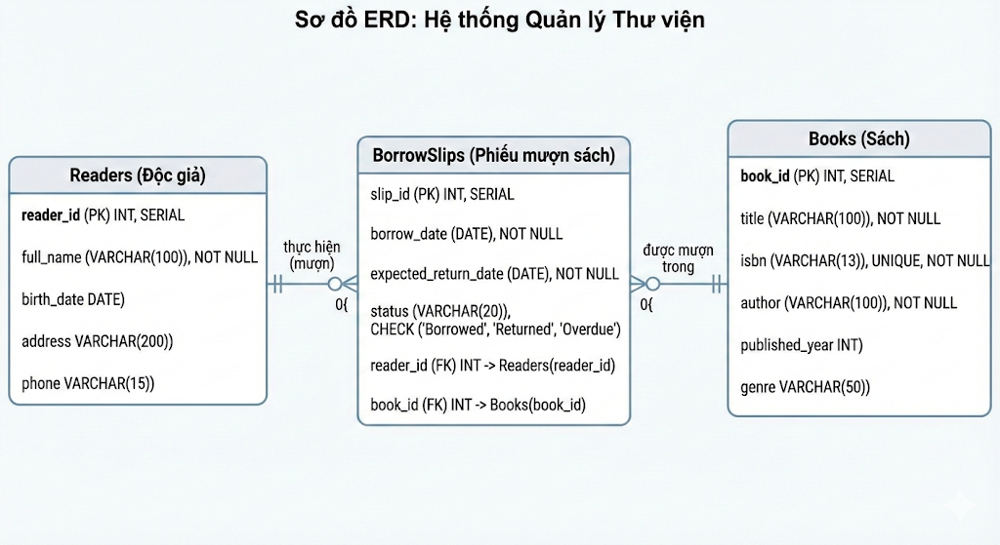 Sơ đồ ERD: Hệ thống Quản lý Thư viện
Readers (Độc giả)
reader_id (PK) INT, SERIAL
full_name (VARCHAR(100)), NOT NULL
birth_date DATE)
address VARCHAR(200))
phone VARCHAR(15))
thực hiện
(mượn)
0{
BorrowSlips (Phiếu mượn sách)
slip_id (PK) INT, SERIAL
borrow_date (DATE), NOT NULL
expected_return_date (DATE), NOT NULL
status (VARCHAR(20)),
CHECK ('Borrowed', 'Returned', 'Overdue')
reader_id (FK) INT -> Readers(reader_id)
book_id (FK) INT -> Books(book_id)
được mượn
trong
0{
Books (Sách)
book_id (PK) INT, SERIAL
title (VARCHAR(100)), NOT NULL
isbn (VARCHAR(13)), UNIQUE, NOT NULL
author (VARCHAR(100)), NOT NULL
published_year INT)
genre VARCHAR(50))